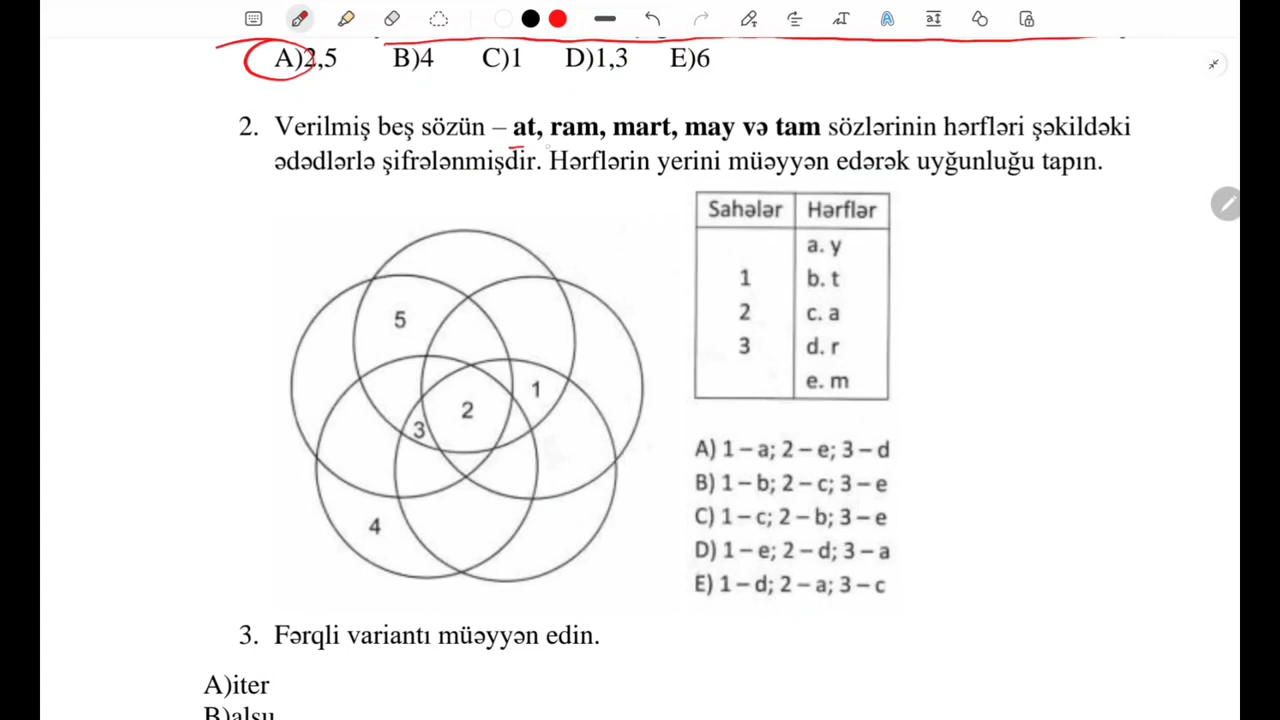 A)2,5 B)4 C)1 D)1,3 E)6
2. Verilmiş beş sözün – at, ram, mart, may və tam sözlərinin hərfləri şəkildəki
ədədlərlə şifrələnmişdir. Hərflərin yerini müəyyən edərək uyğunluğu tapın.
Sahələr Hərflər
a. y
1 b. t
2 c. a
3 d. r
e. m
5
1
2
3
4
A) 1 – a; 2 – e; 3 – d
B) 1 – b; 2 – c; 3 – e
C) 1 – c; 2 – b; 3 – e
D) 1 – e; 2 – d; 3 – a
E) 1 – d; 2 – a; 3 – c
3. Fərqli variantı müəyyən edin.
A)iter
B)alsu